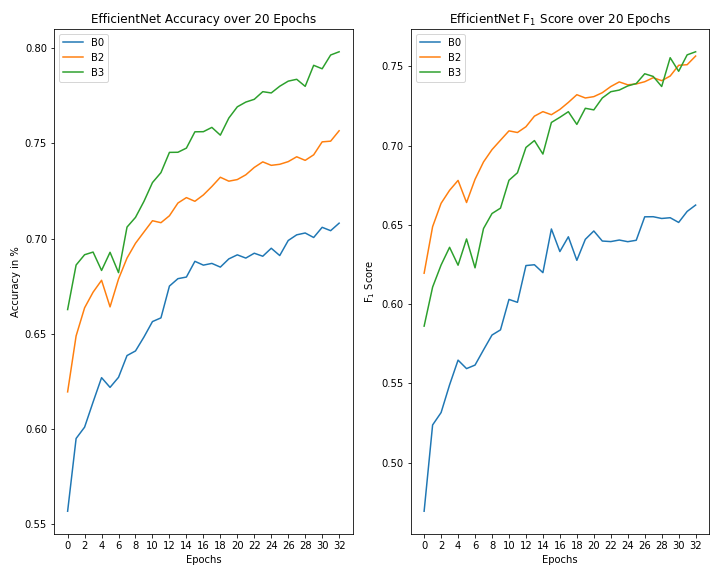 EfficientNet Accuracy over 20 Epochs
B0
B2
B3
0.80
0.75
0.70
0.65
0.60
0.55
Accuracy in %
0 2 4 6 8 10 12 14 16 18 20 22 24 26 28 30 32
Epochs
EfficientNet F₁ Score over 20 Epochs
B0
B2
B3
0.75
0.70
0.65
0.60
0.55
0.50
F₁ Score
0 2 4 6 8 10 12 14 16 18 20 22 24 26 28 30 32
Epochs